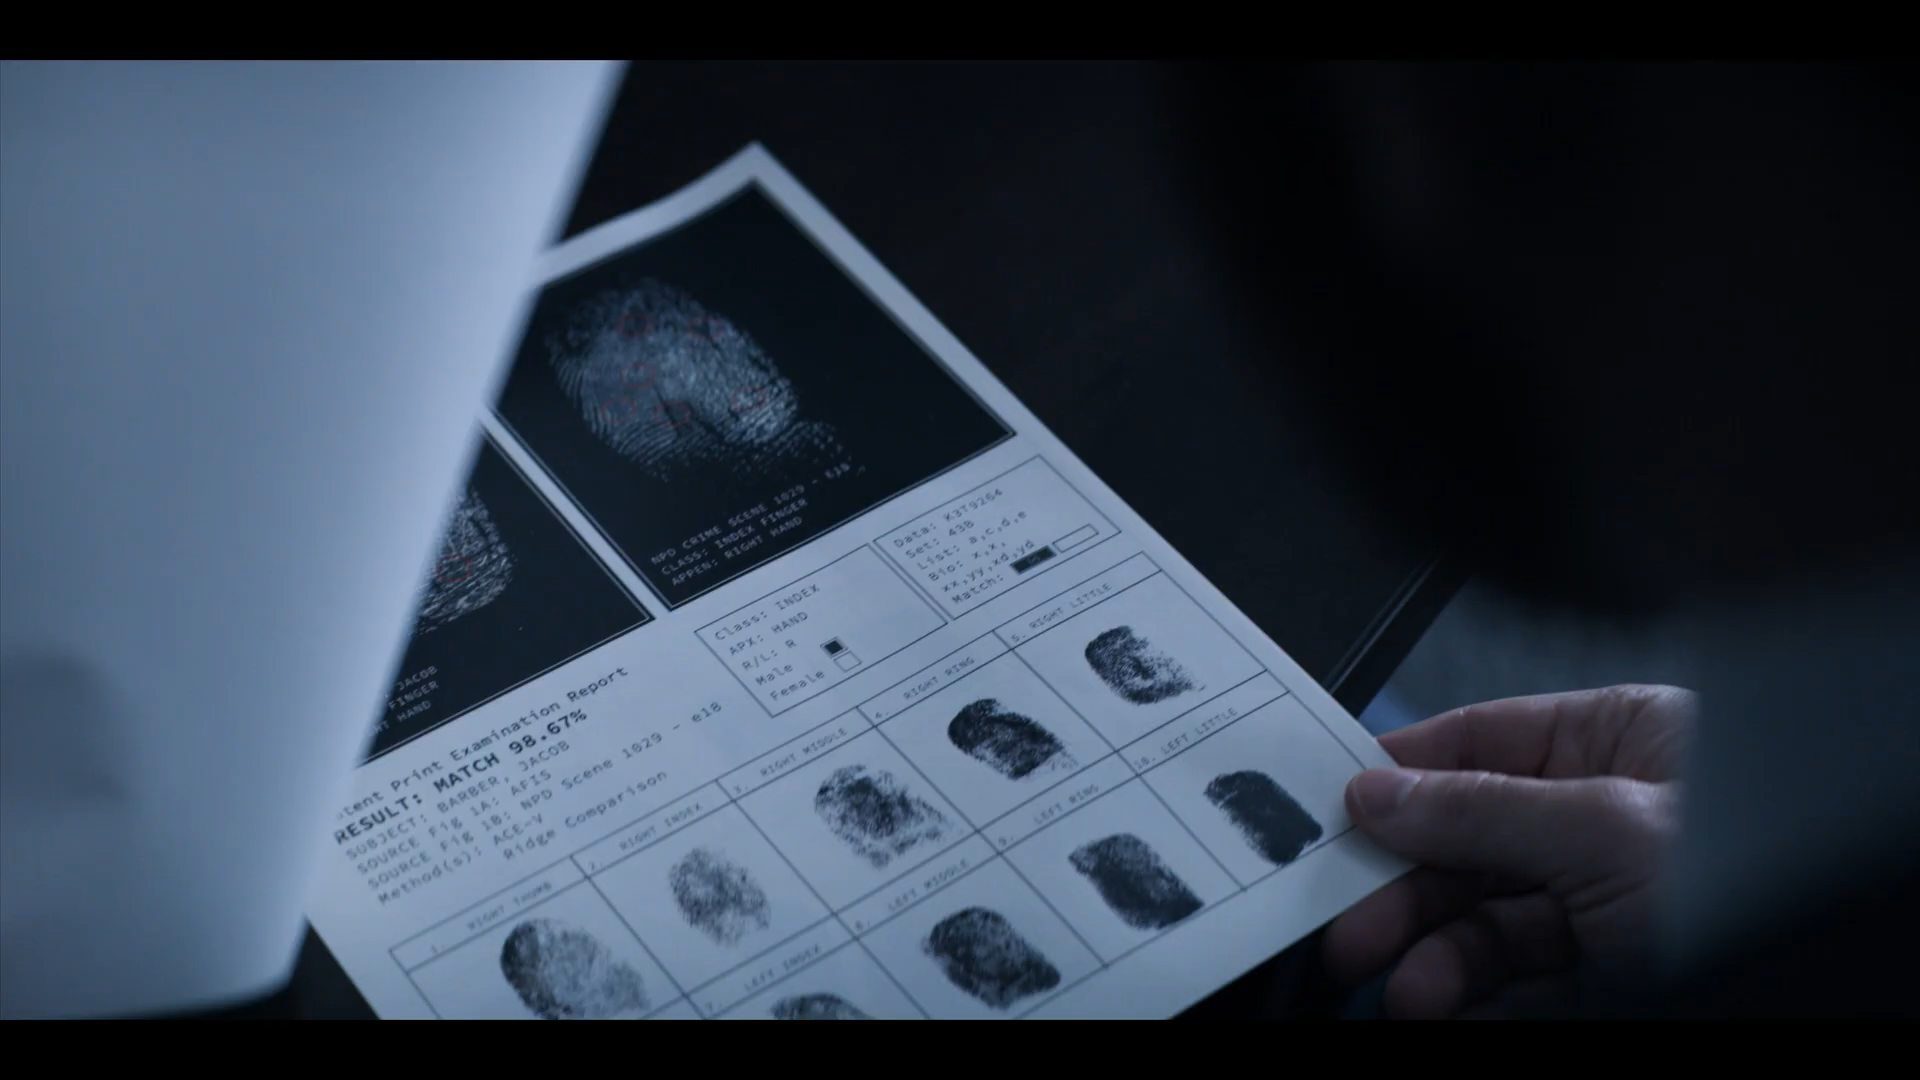 NPD CRIME SCENE 1029 - E18
CLASS: INDEX FINGER
APPEN: RIGHT HAND
JACOB
FINGER
HAND
Data: K3T9264
Set: 43B
List: a,c,d,e
Bio: x,x,
xx,yy,xd,yd
Match:
Class: INDEX
APX: HAND
R/L: R
Male
Female
Print Examination Report
RESULT: MATCH 98.67%
SUBJECT: BARBER, JACOB
SOURCE Fig 1A: AFIS
SOURCE Fig 1B: NPD Scene 1029 - e18
Method(s): ACE-V
Ridge Comparison
1. RIGHT THUMB
2. RIGHT INDEX
3. RIGHT MIDDLE
4. RIGHT RING
5. RIGHT LITTLE
7. LEFT INDEX
8. LEFT MIDDLE
9. LEFT RING
10. LEFT LITTLE